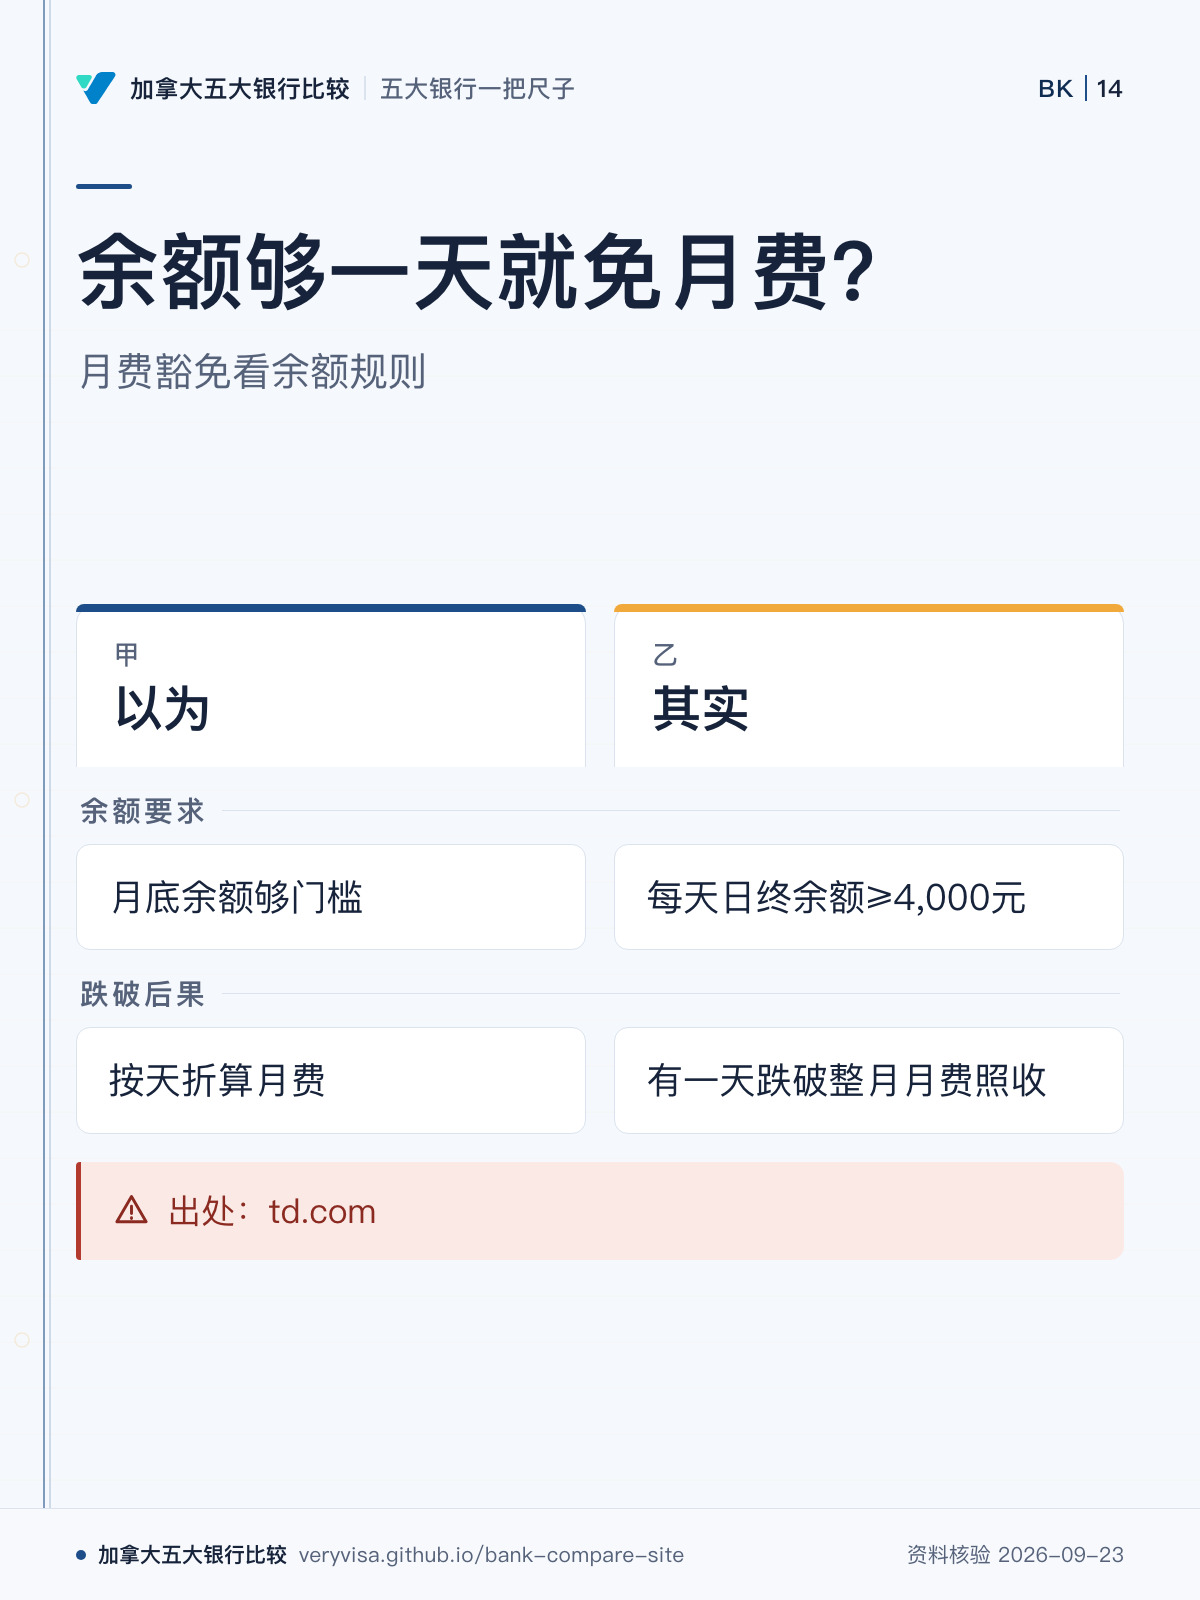 加拿大五大银行比较 五大银行一把尺子 BK 14
余额够一天就免月费?
月费豁免看余额规则
甲 乙
以为 其实
余额要求
月底余额够门槛 每天日终余额≥4,000元
跌破后果
按天折算月费 有一天跌破整月月费照收
出处：td.com
加拿大五大银行比较 veryvisa.github.io/bank-compare-site 资料核验 2026-09-23